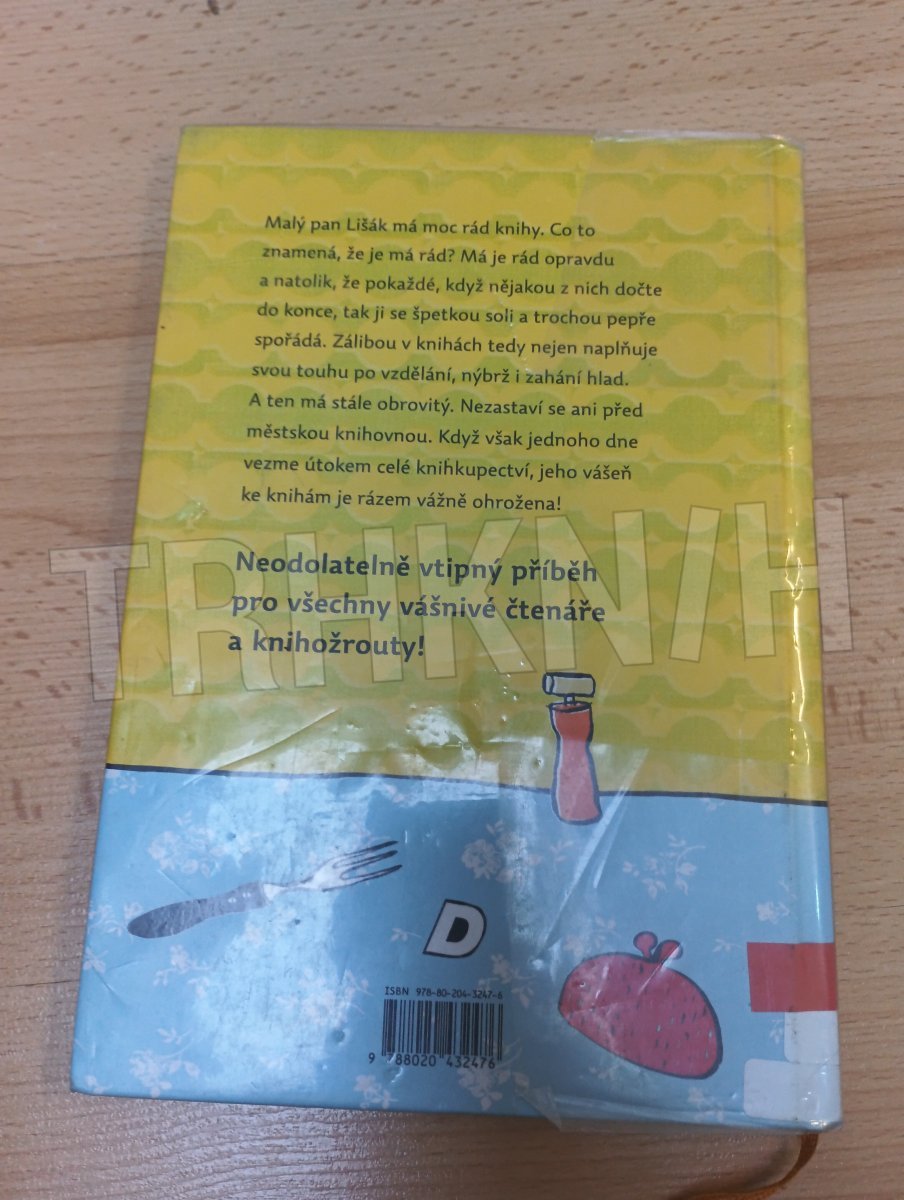 Malý pan Lišák má moc rád knihy. Co to
znamená, že je má rád? Má je rád opravdu
a natolik, že pokaždé, když nějakou z nich dočte
do konce, tak ji se špetkou soli a trochou pepře
spořádá. Zálibou v knihách tedy nejen naplňuje
svou touhu po vzdělání, nýbrž i zahání hlad.
A ten má stále obrovitý. Nezastaví se ani před
městskou knihovnou. Když však jednoho dne
vezme útokem celé knihkupectví, jeho vášeň
ke knihám je rázem vážně ohrožena!
Neodolatelně vtipný příběh
pro všechny vášnivé čtenáře
a knihožrouty!
TRHKNIH
D
ISBN 978-80-204-3247-6
9 788020 432476